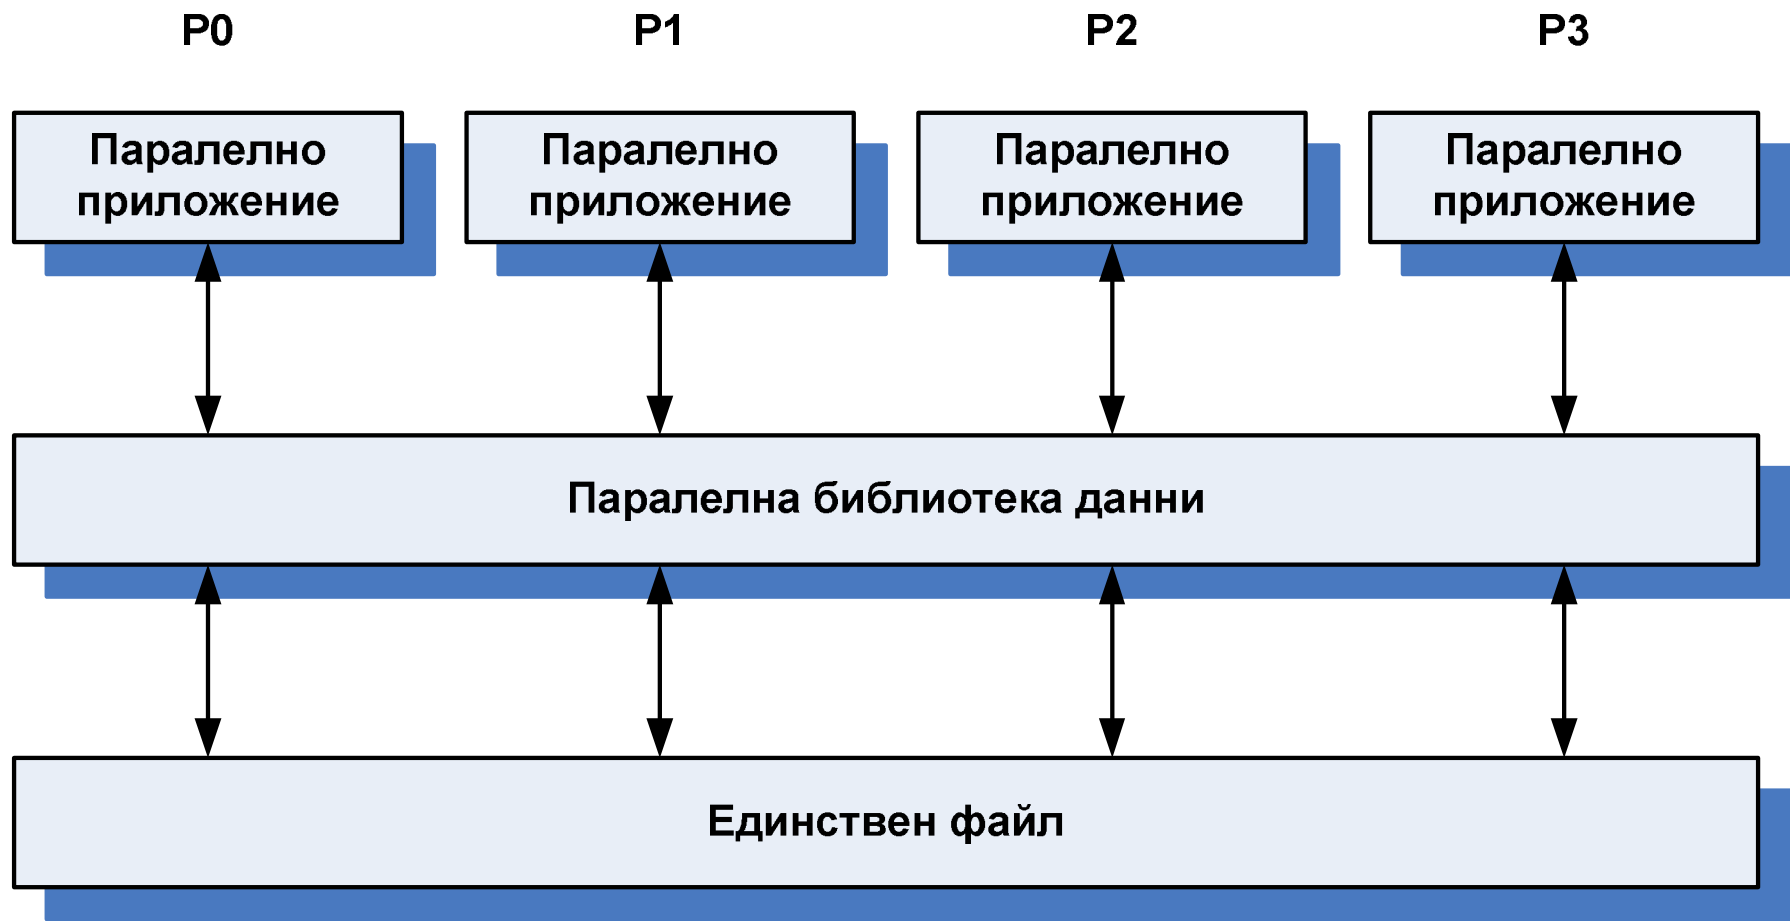 P0
P1
P2
P3
Паралелно
приложение
Паралелно
приложение
Паралелно
приложение
Паралелно
приложение
Паралелна библиотека данни
Единствен файл